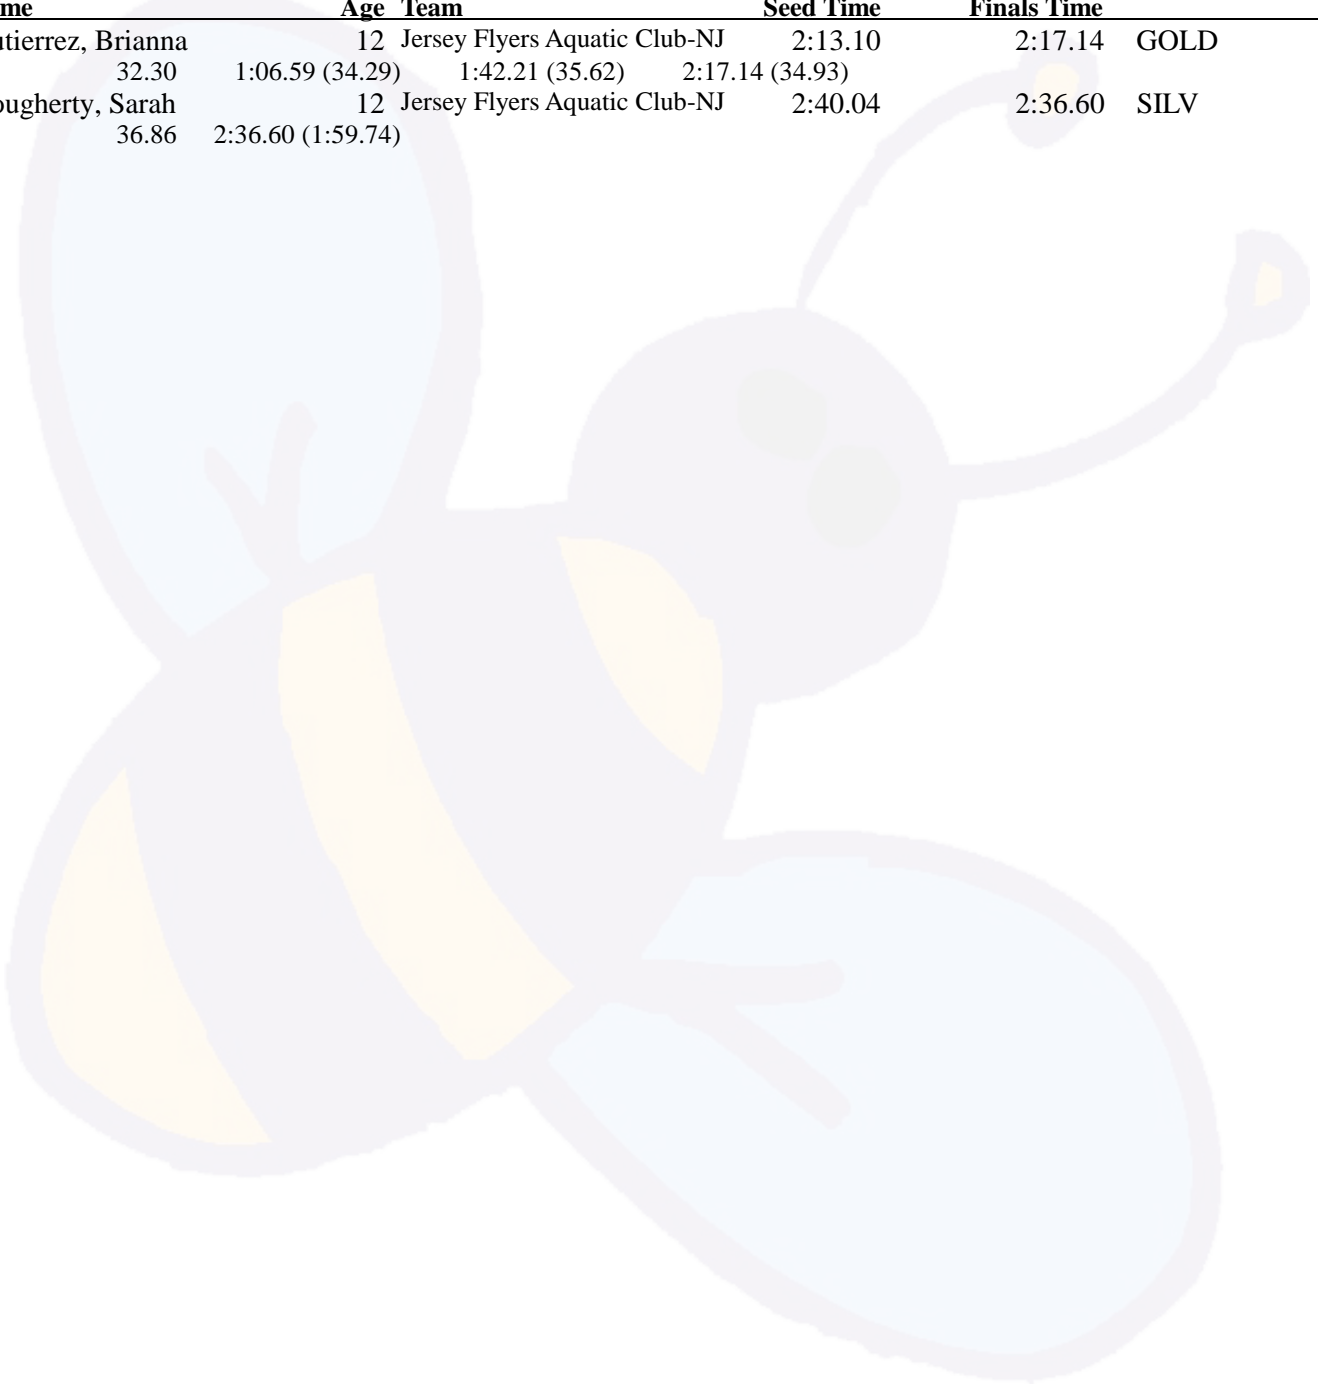 me Age Team Seed Time Finals Time
utierrez, Brianna 12 Jersey Flyers Aquatic Club-NJ 2:13.10 2:17.14 GOLD
32.30 1:06.59 (34.29) 1:42.21 (35.62) 2:17.14 (34.93)
ougherty, Sarah 12 Jersey Flyers Aquatic Club-NJ 2:40.04 2:36.60 SILV
36.86 2:36.60 (1:59.74)